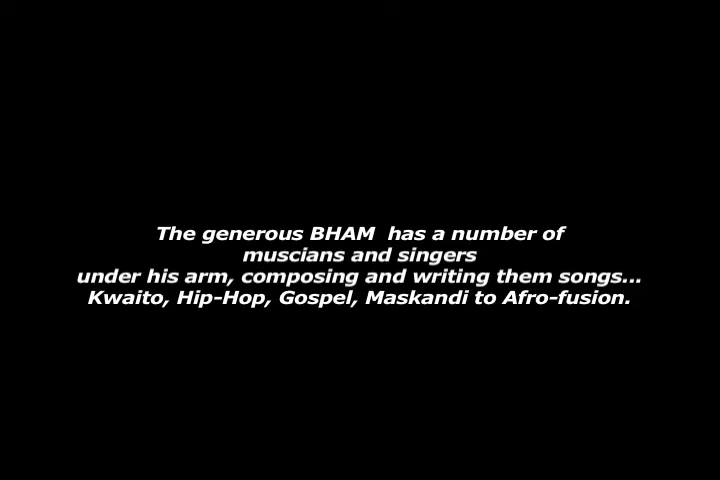 The generous BHAM  has a number of
muscians and singers
under his arm, composing and writing them songs...
Kwaito, Hip-Hop, Gospel, Maskandi to Afro-fusion.